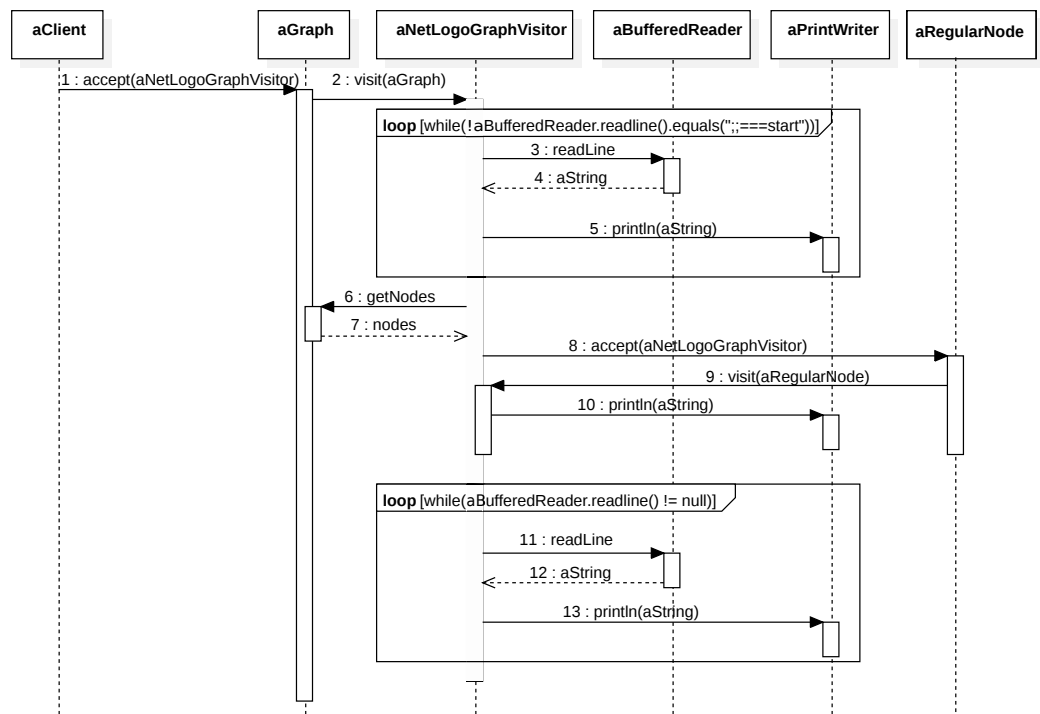 aClient
aGraph
aNetLogoGraphVisitor
aBufferedReader
aPrintWriter
aRegularNode
1 : accept(aNetLogoGraphVisitor)
2 : visit(aGraph)
loop [while(!aBufferedReader.readline().equals(";;===start"))]
3 : readLine
4 : aString
5 : println(aString)
6 : getNodes
7 : nodes
8 : accept(aNetLogoGraphVisitor)
9 : visit(aRegularNode)
10 : println(aString)
loop [while(aBufferedReader.readline() != null)]
11 : readLine
12 : aString
13 : println(aString)